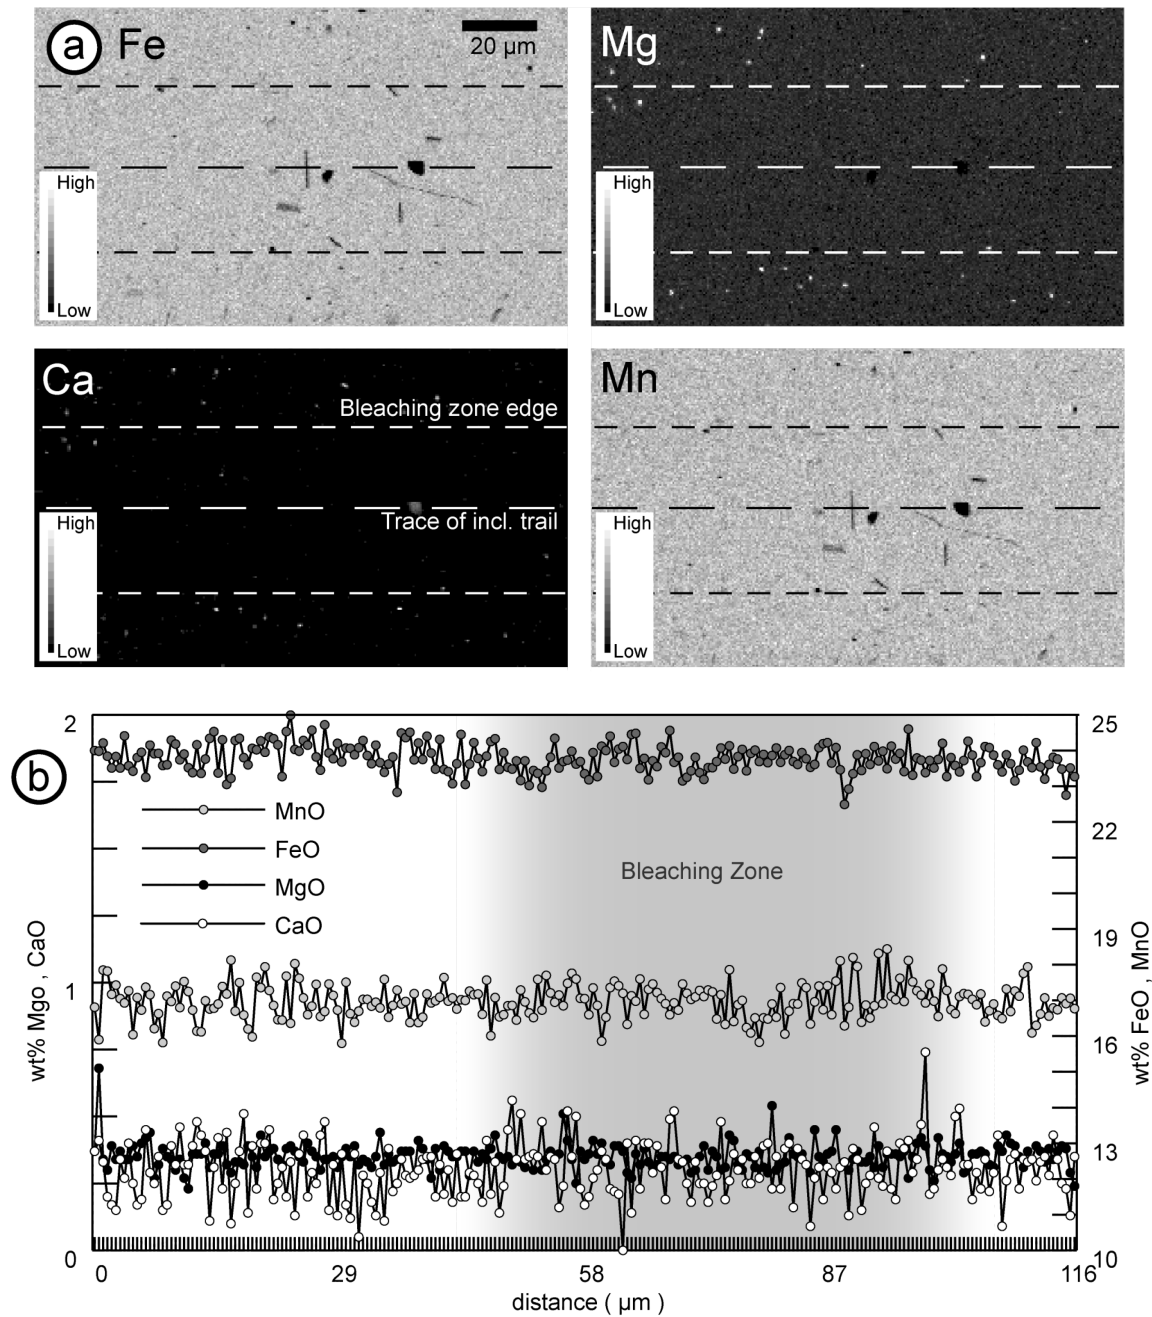 a Fe
20 µm
High
Low
Mg
High
Low
Ca
Bleaching zone edge
Trace of incl. trail
High
Low
Mn
High
Low
b
2
1
0
wt% Mgo , CaO
MnO
FeO
MgO
CaO
Bleaching Zone
25
22
19
16
13
10
wt% FeO , MnO
0 29 58 87 116
distance ( µm )